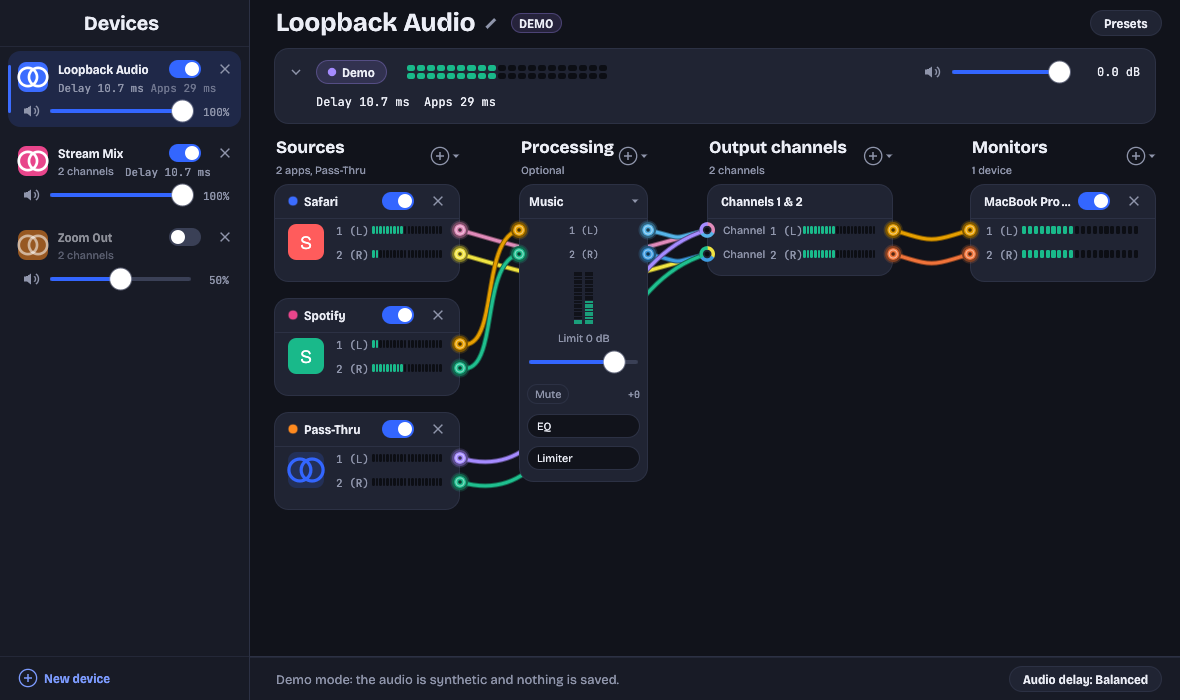 Devices
Loopback Audio
Delay 10.7 ms Apps 29 ms
100%
Stream Mix
2 channels Delay 10.7 ms
100%
Zoom Out
2 channels
50%
New device
Loopback Audio DEMO
Presets
Demo
0.0 dB
Delay 10.7 ms Apps 29 ms
Sources
2 apps, Pass-Thru
Safari
S
1 (L)
2 (R)
Spotify
S
1 (L)
2 (R)
Pass-Thru
1 (L)
2 (R)
Processing
Optional
Music
1 (L)
2 (R)
Limit 0 dB
Mute +0
EQ
Limiter
Output channels
2 channels
Channels 1 & 2
Channel 1 (L)
Channel 2 (R)
Monitors
1 device
MacBook Pro ...
1 (L)
2 (R)
Demo mode: the audio is synthetic and nothing is saved.
Audio delay: Balanced